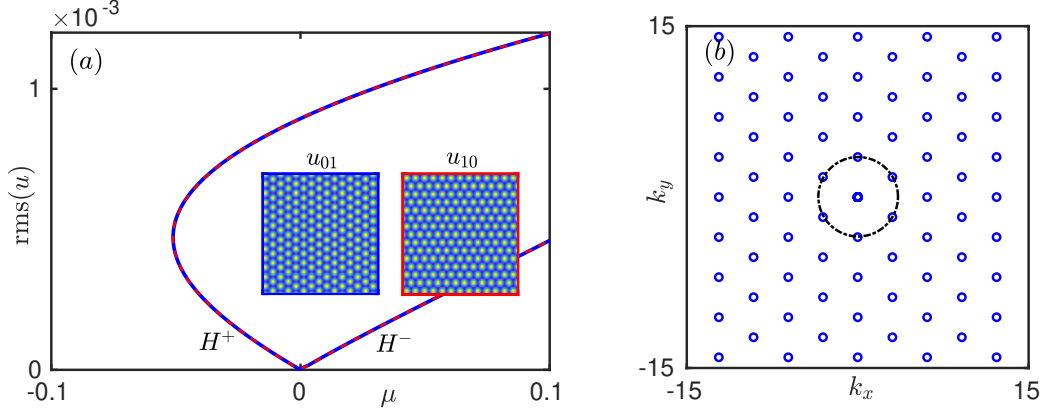 ×10⁻³
(a)
1
0
rms(u)
u₀₁
u₁₀
H⁺
H⁻
-0.1
0
0.1
μ
15
(b)
k_y
-15
-15
15
k_x